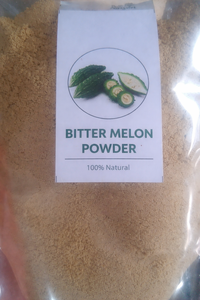 BITTER MELON
POWDER
100% Natural